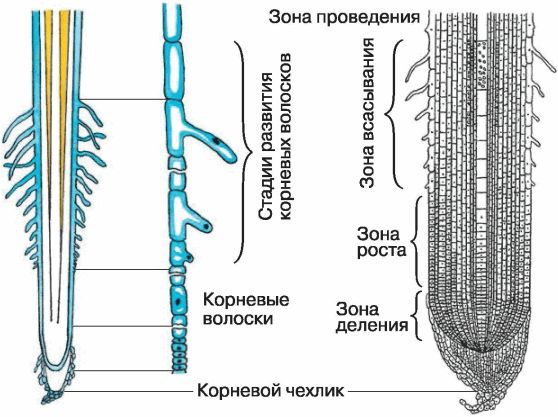 Зона проведения
Стадии развития
корневых волосков
Зона всасывания
Зона
роста
Корневые
волоски
Зона
деления
Корневой чехлик